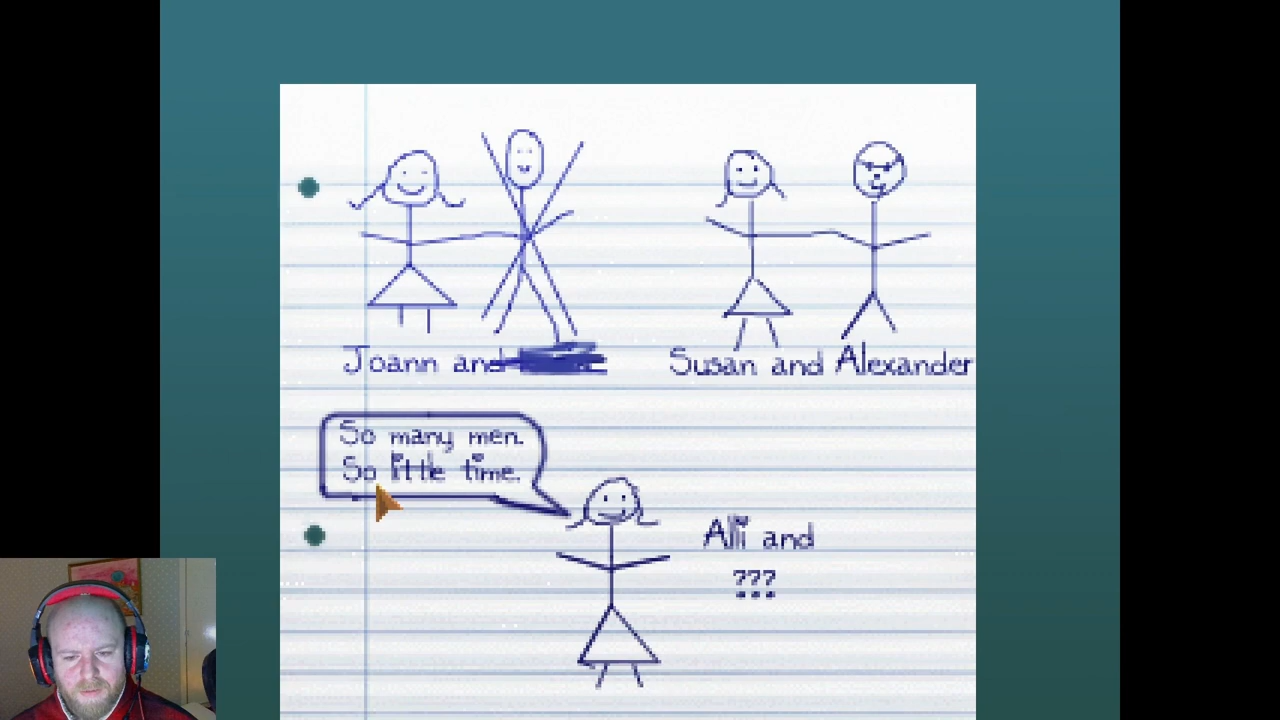 Joann and
Susan and Alexander
So many men.
So little time.
Alli and
???